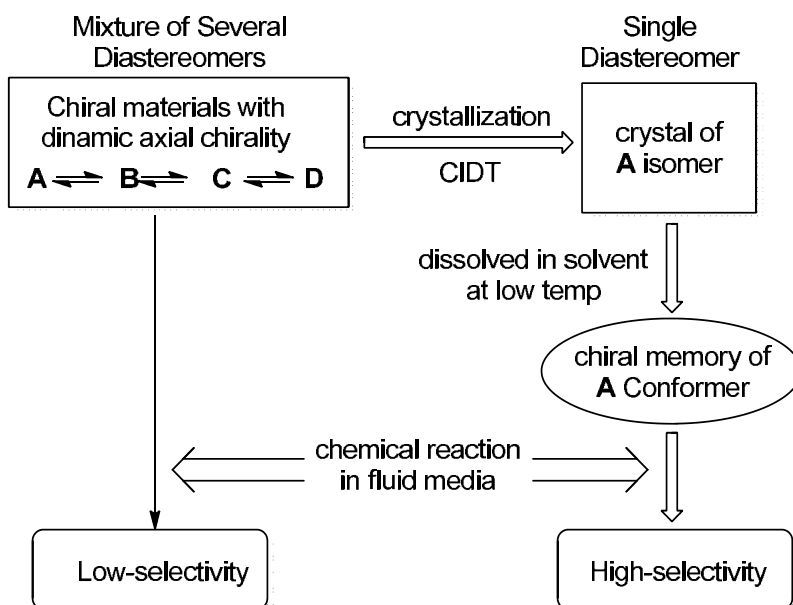 Mixture of Several
Diastereomers
Single
Diastereomer
Chiral materials with
dinamic axial chirality
A B C D
crystallization
CIDT
crystal of
A isomer
dissolved in solvent
at low temp
chiral memory of
A Conformer
chemical reaction
in fluid media
Low-selectivity
High-selectivity